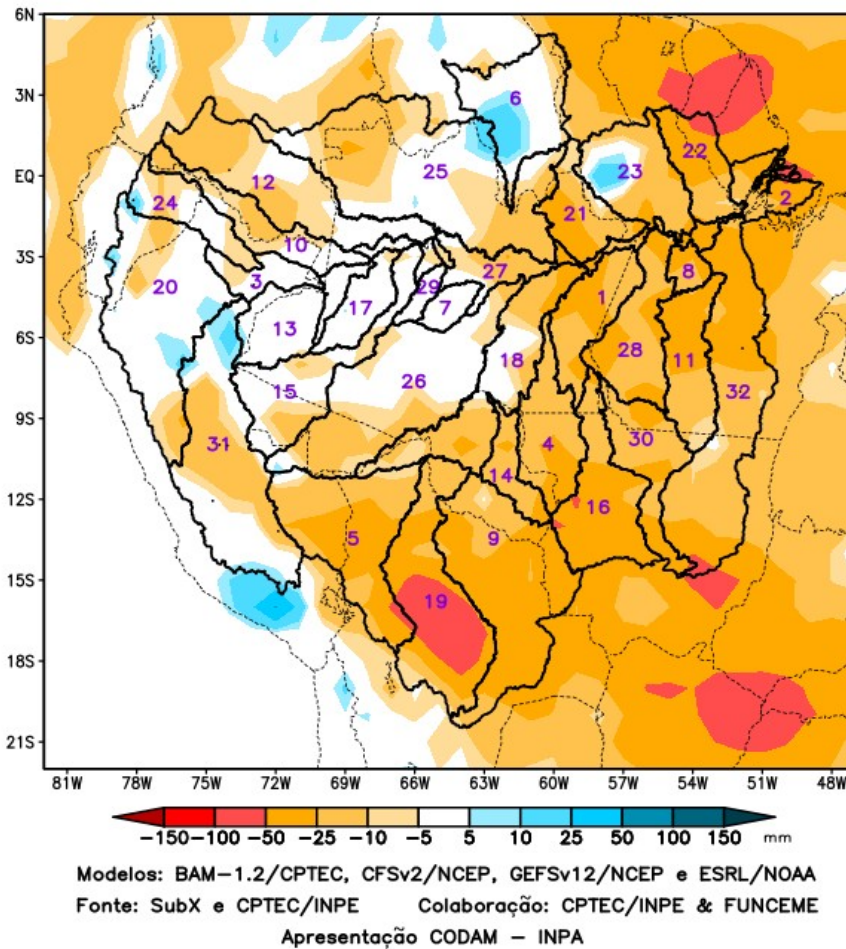 6N
3N
EQ
3S
6S
9S
12S
15S
18S
21S
6
25
23
22
12
24
21
2
10
27
8
20
3
29
1
17
7
13
28
18
11
15
26
32
31
30
4
14
16
5
9
19
81W 78W 75W 72W 69W 66W 63W 60W 57W 54W 51W 48W
−150 −100 −50 −25 −10 −5 5 10 25 50 100 150 mm
Modelos: BAM−1.2/CPTEC, CFSv2/NCEP, GEFSv12/NCEP e ESRL/NOAA
Fonte: SubX e CPTEC/INPE Colaboração: CPTEC/INPE & FUNCEME
Apresentação CODAM − INPA